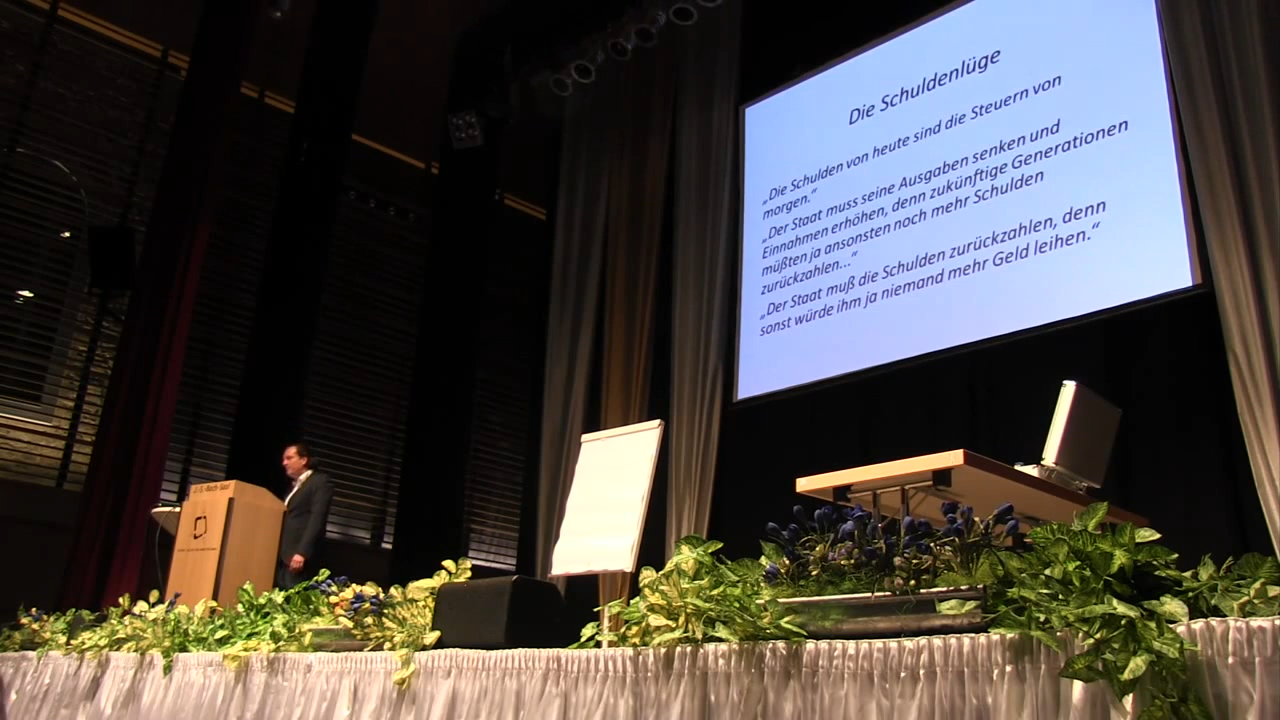 Die Schuldenlüge
„Die Schulden von heute sind die Steuern von
morgen.“
„Der Staat muss seine Ausgaben senken und
Einnahmen erhöhen, denn zukünftige Generationen
müßten ja ansonsten noch mehr Schulden
zurückzahlen...“
„Der Staat muß die Schulden zurückzahlen, denn
sonst würde ihm ja niemand mehr Geld leihen.“
J.-S.-Bach-Saal